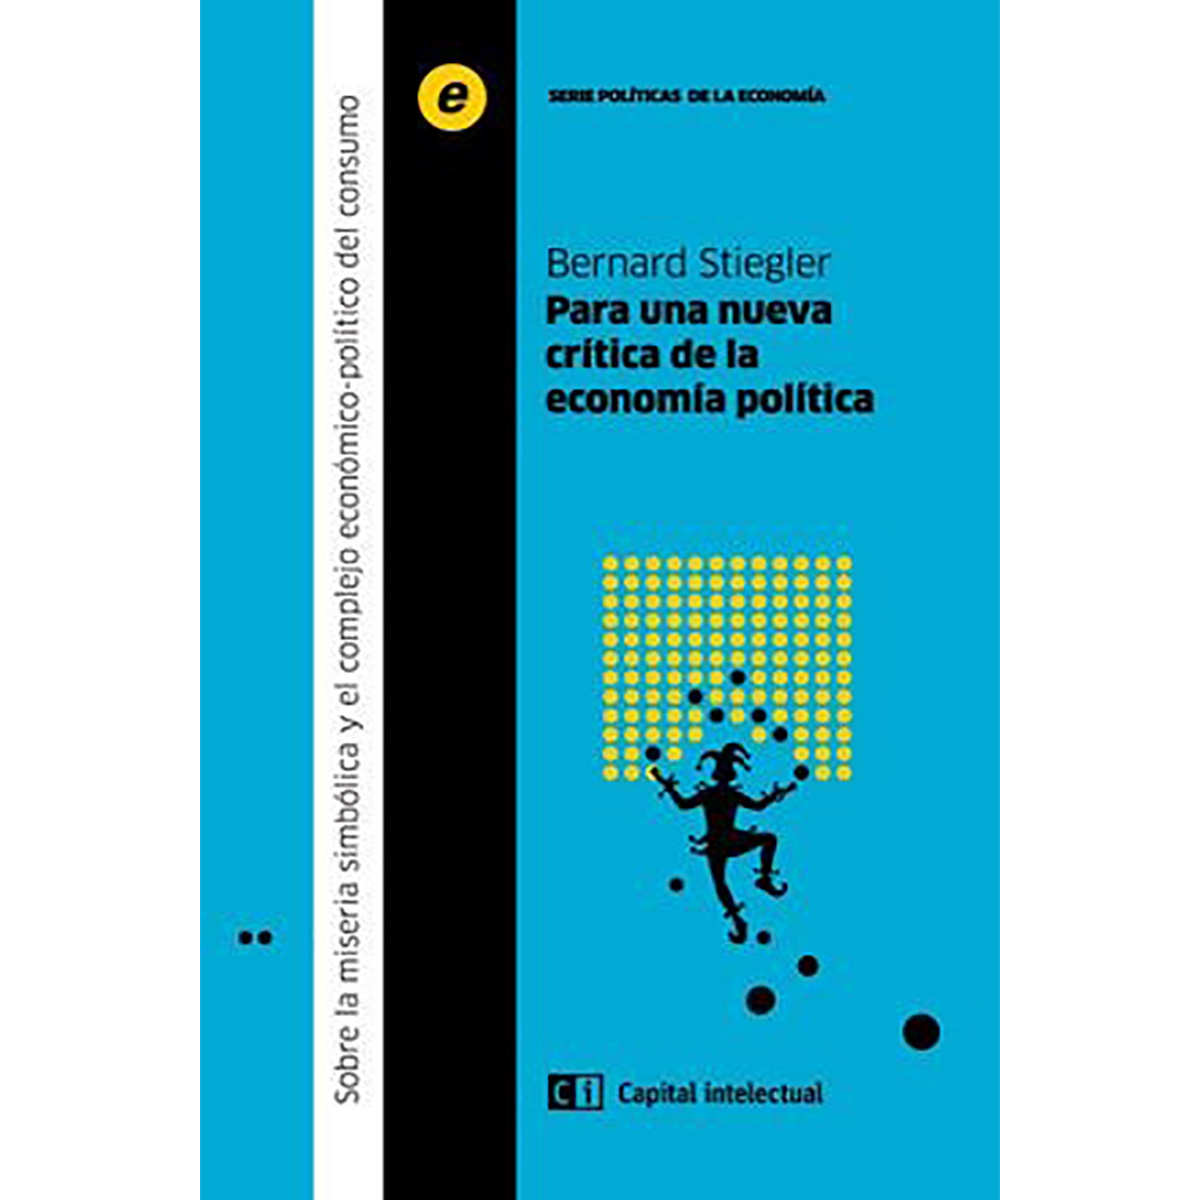 Sobre la miseria simbólica y el complejo económico-político del consumo
e
SERIE POLÍTICAS DE LA ECONOMÍA
Bernard Stiegler
Para una nueva
crítica de la
economía política
Ci Capital intelectual